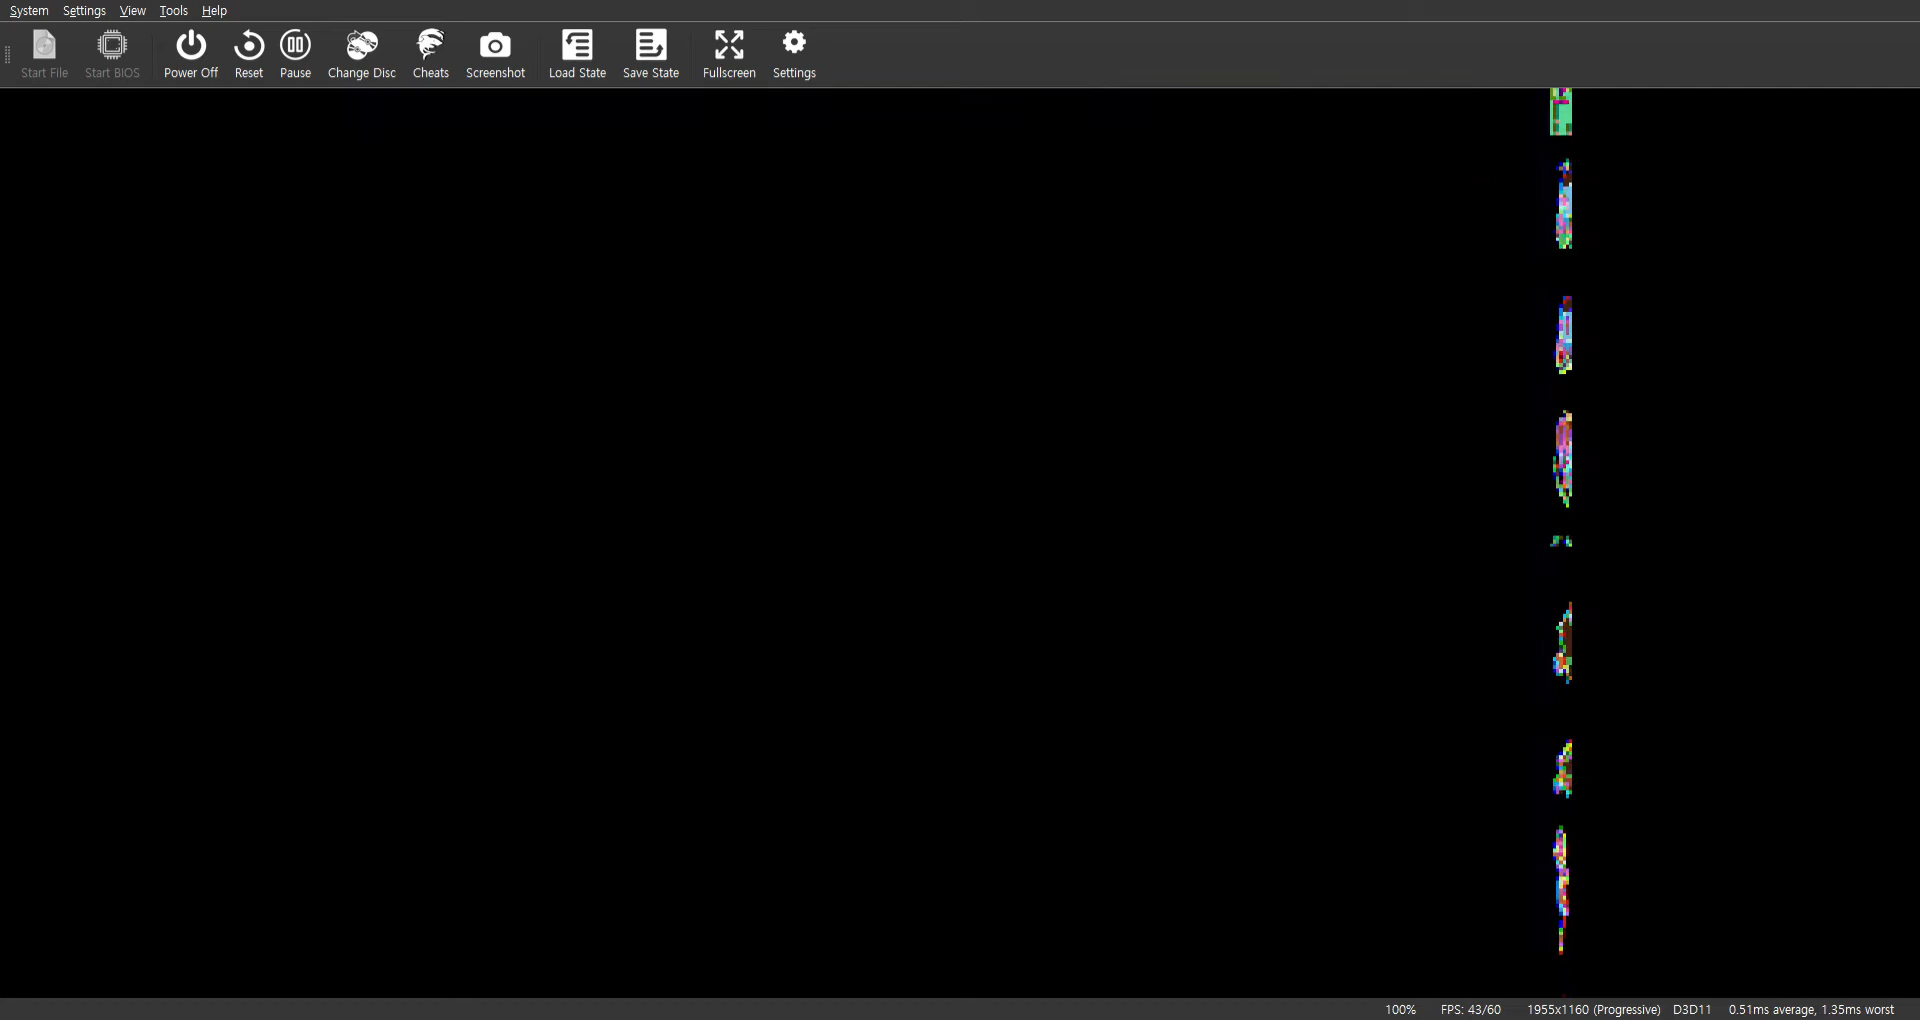 System Settings View Tools Help
Start File Start BIOS Power Off Reset Pause Change Disc Cheats Screenshot Load State Save State Fullscreen Settings
100% FPS: 43/60 1955x1160 (Progressive) D3D11 0.51ms average, 1.35ms worst